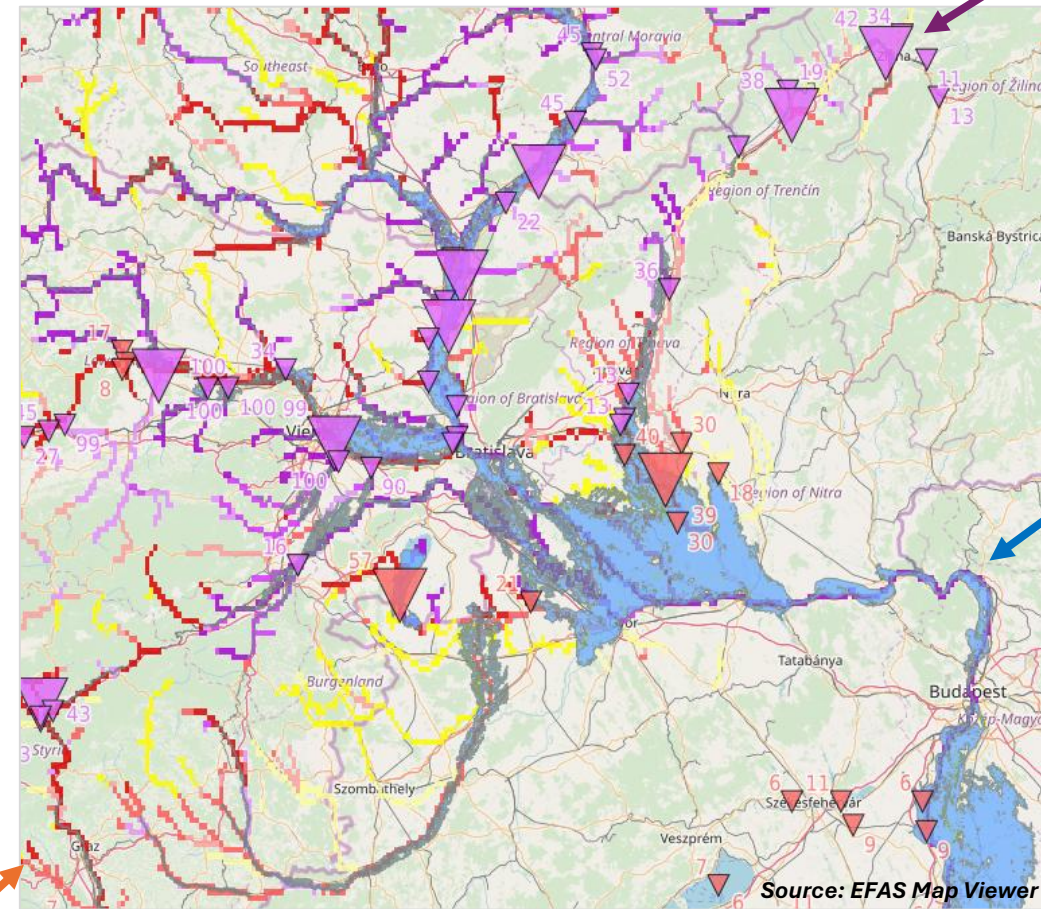 42 34
45
Central Moravia
52
Southeast
19
38
11
Region of Žilina
13
45
Region of Trenčín
22
Banská Bystrica
36
17
Region of Trnava
100
34
8
13
100
100 99
Region of Bratislava
Nitra
45
99
13
30
27
40
Bratislava
100
90
18
Region of Nitra
39
30
16
57
21
Tatabánya
Burgenland
Budapest
43
Styria
Szombathely
6
11
6
Székesfehérvár
Veszprém
9
9
Graz
7
7
6
11
Source: EFAS Map Viewer